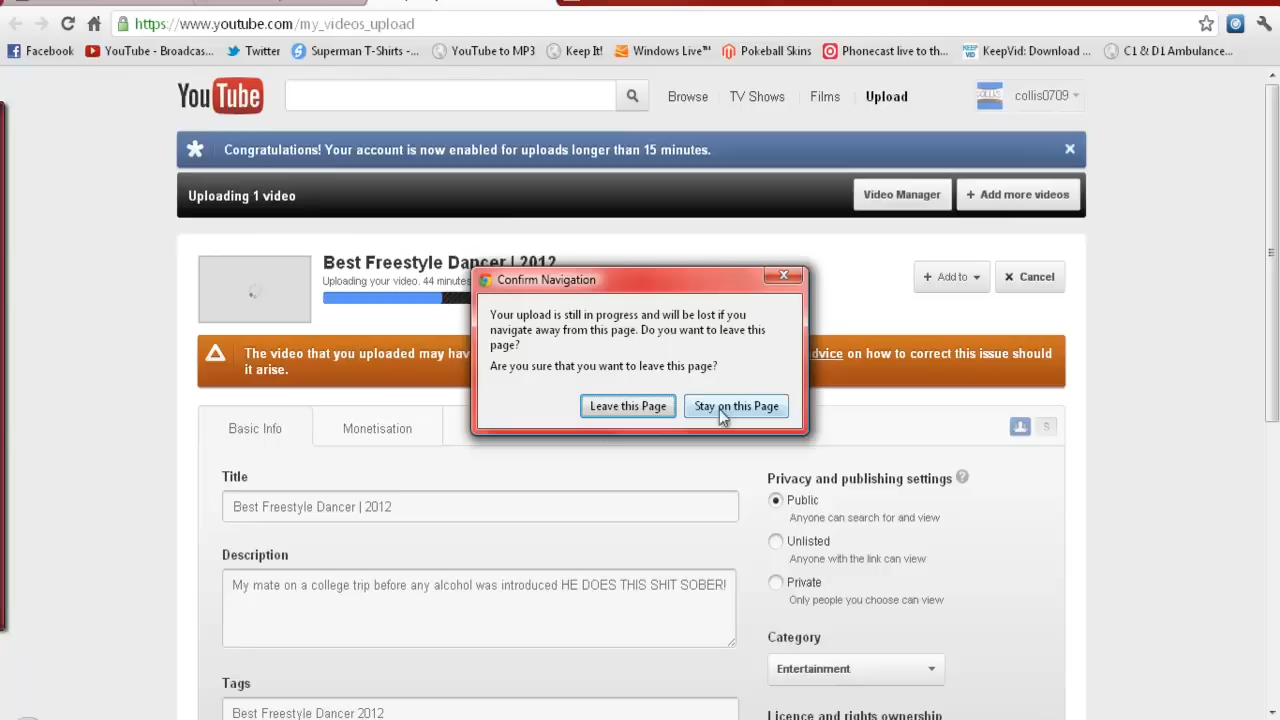 https://www.youtube.com/my_videos_upload
Facebook YouTube - Broadcas... Twitter Superman T-Shirts -... YouTube to MP3 Keep It! Windows Live™ Pokeball Skins Phonecast live to th... KEEP VID KeepVid: Download ... C1 & D1 Ambulance...
YouTube Browse TV Shows Films Upload COLLIS collis0709
Congratulations! Your account is now enabled for uploads longer than 15 minutes.
Uploading 1 video Video Manager + Add more videos
Best Freestyle Dancer | 2012
Uploading your video. 44 minutes
+ Add to Cancel
Confirm Navigation
Your upload is still in progress and will be lost if you
navigate away from this page. Do you want to leave this
page?
Are you sure that you want to leave this page?
Leave this Page Stay on this Page
The video that you uploaded may hav advice on how to correct this issue should
it arise.
Basic Info Monetisation S
Title
Best Freestyle Dancer | 2012
Description
My mate on a college trip before any alcohol was introduced HE DOES THIS SHIT SOBER!
Tags
Best Freestyle Dancer 2012
Privacy and publishing settings ?
Public
Anyone can search for and view
Unlisted
Anyone with the link can view
Private
Only people you choose can view
Category
Entertainment
Licence and rights ownership